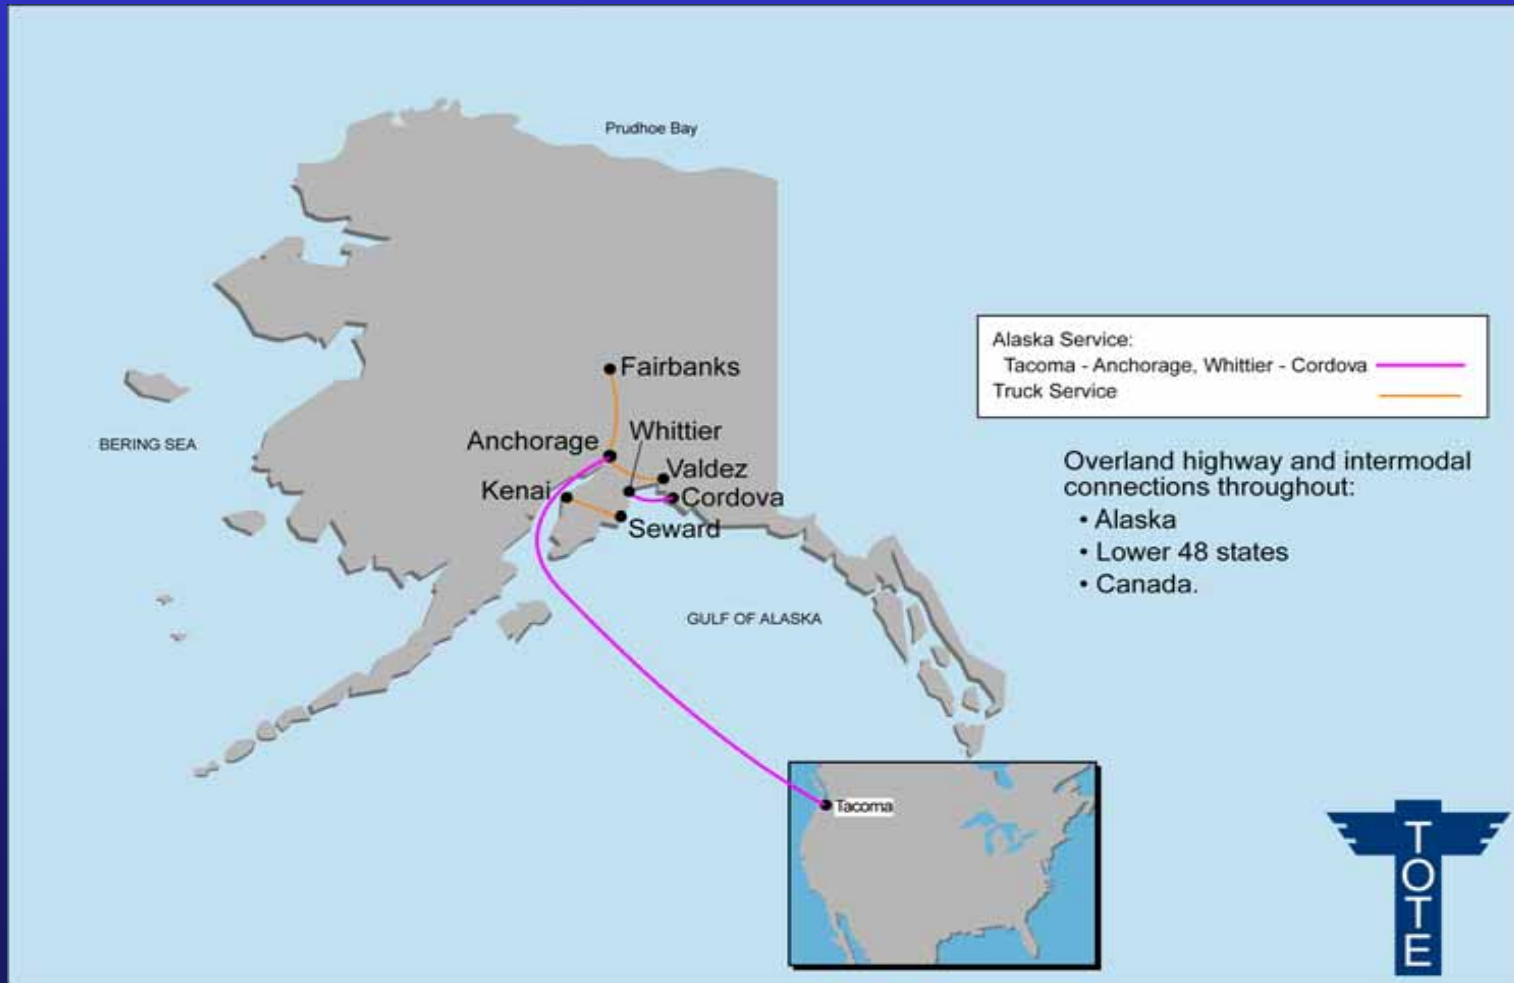 Prudhoe Bay
Alaska Service:
Tacoma - Anchorage, Whittier - Cordova
Truck Service
Fairbanks
BERING SEA
Anchorage
Whittier
Valdez
Kenai
Cordova
Seward
Overland highway and intermodal
connections throughout:
• Alaska
• Lower 48 states
• Canada.
GULF OF ALASKA
Tacoma
TOTE